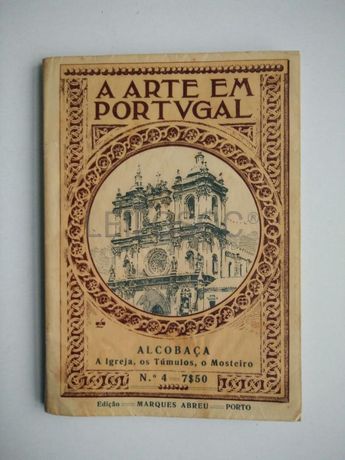 A ARTE EM
PORTVGAL
ALCOBAÇA
A Igreja, os Túmulos, o Mosteiro
N.º 4 — 7$50
Edição — MARQUES ABREU — PORTO